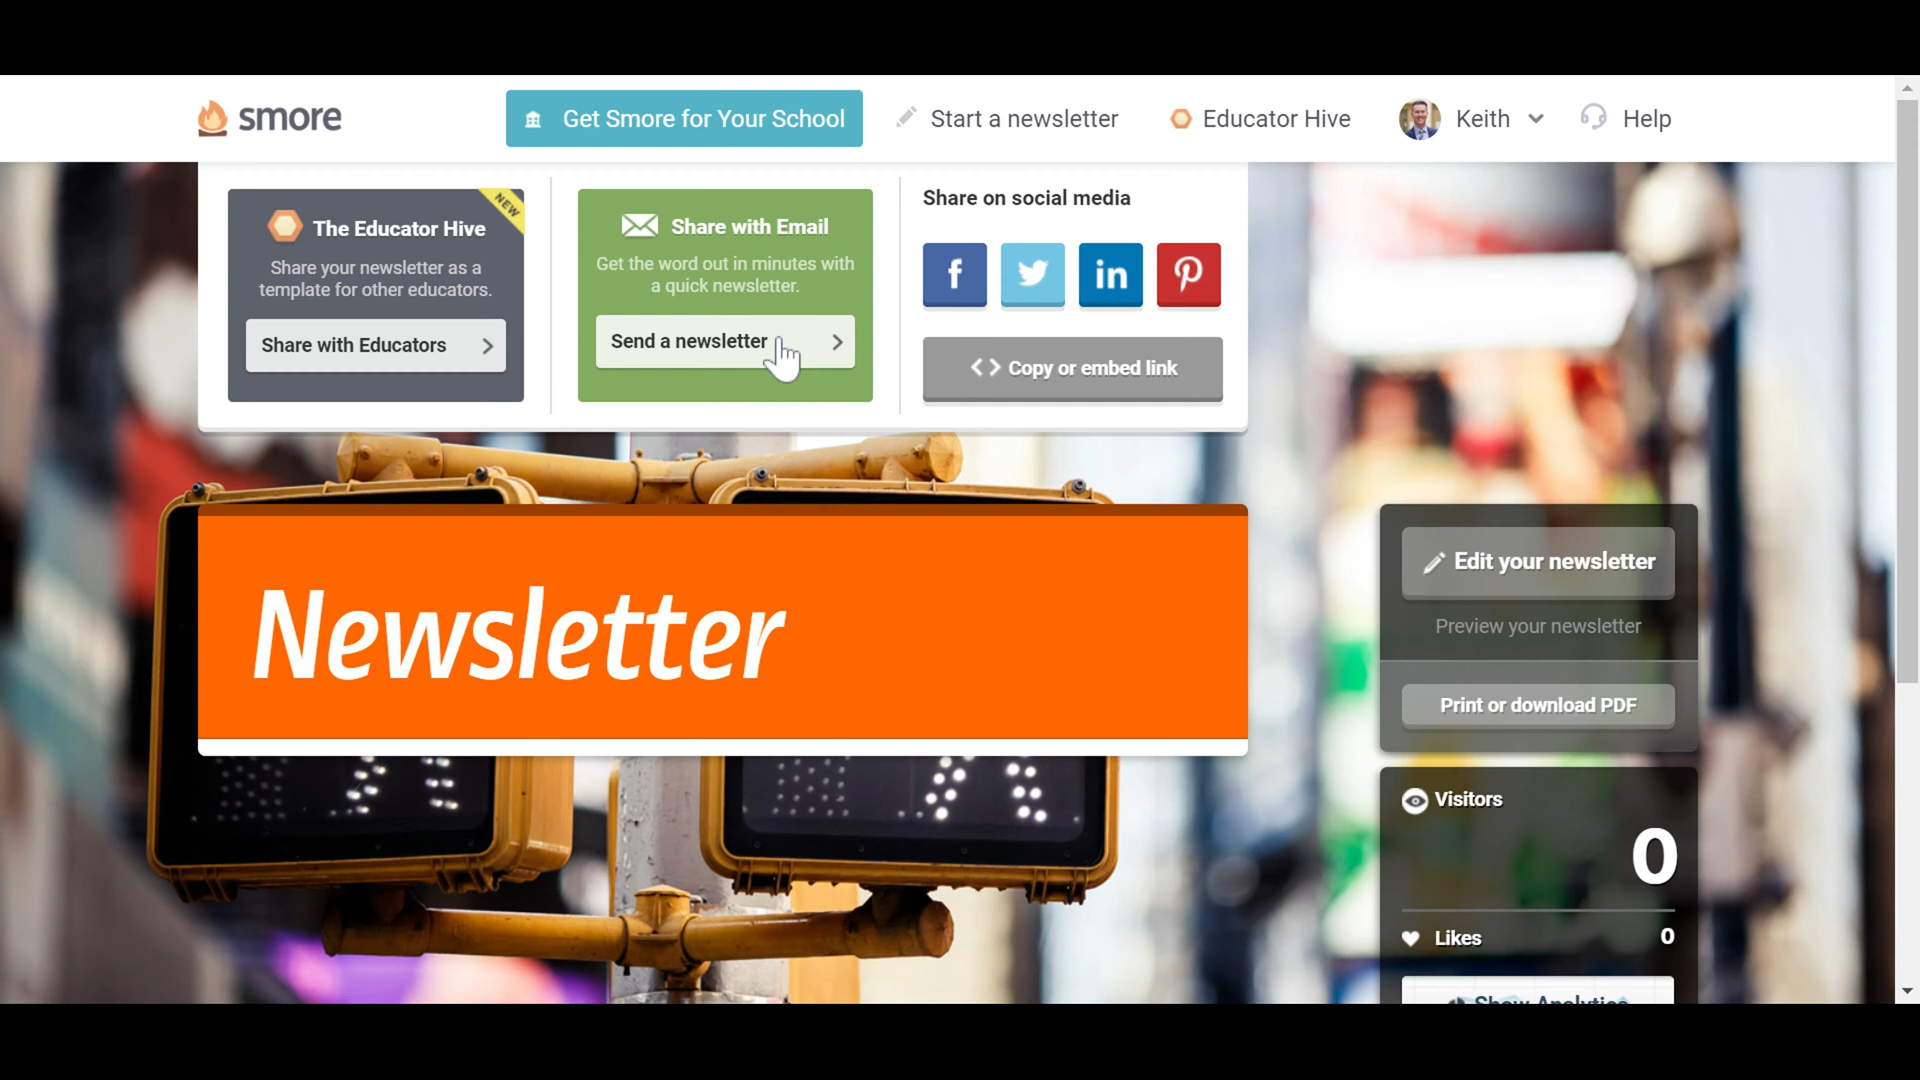 smore
Get Smore for Your School
Start a newsletter
Educator Hive
Keith
Help
The Educator Hive
NEW
Share your newsletter as a
template for other educators.
Share with Educators
Share with Email
Get the word out in minutes with
a quick newsletter.
Send a newsletter
Share on social media
f
in
Copy or embed link
Newsletter
Edit your newsletter
Preview your newsletter
Print or download PDF
Visitors
0
Likes
0
Show Analytics